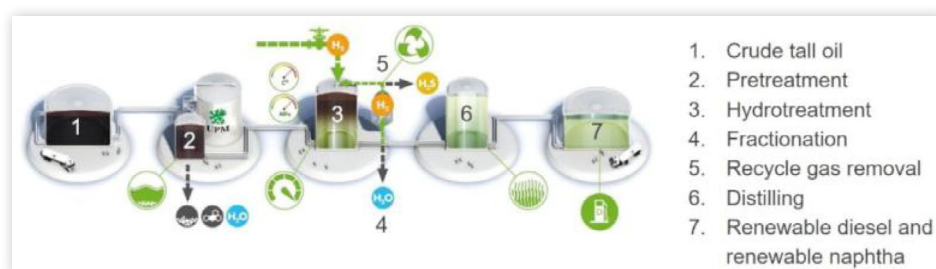 H₂
5
H₂S
°C
MPa
H₂
1
UPM
2
3
6
7
H₂O
H₂O
4
D
1. Crude tall oil
2. Pretreatment
3. Hydrotreatment
4. Fractionation
5. Recycle gas removal
6. Distilling
7. Renewable diesel and
renewable naphtha